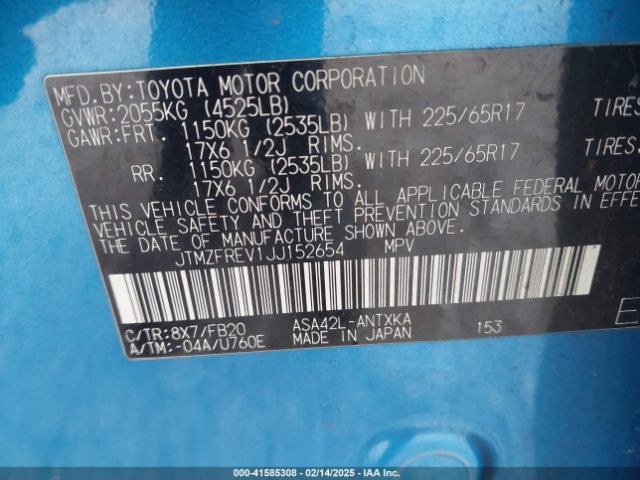 MFD. BY: TOYOTA MOTOR CORPORATION
GVWR: 2055KG (4525LB)
GAWR: FRT. 1150KG (2535LB) WITH 225/65R17 TIRES
17X6 1/2J RIMS.
RR. 1150KG (2535LB) WITH 225/65R17 TIRES
17X6 1/2J RIMS.
THIS VEHICLE CONFORMS TO ALL APPLICABLE FEDERAL MOTOR
VEHICLE SAFETY AND THEFT PREVENTION STANDARDS IN EFFE
THE DATE OF MANUFACTURE SHOWN ABOVE.
JTMZFREV1JJ152654 MPV
C/TR: 8X7/FB20 ASA42L-ANTXKA
A/TM: -04A/U760E MADE IN JAPAN 153 E
00-41585308 - 02/14/2025 - IAA Inc.